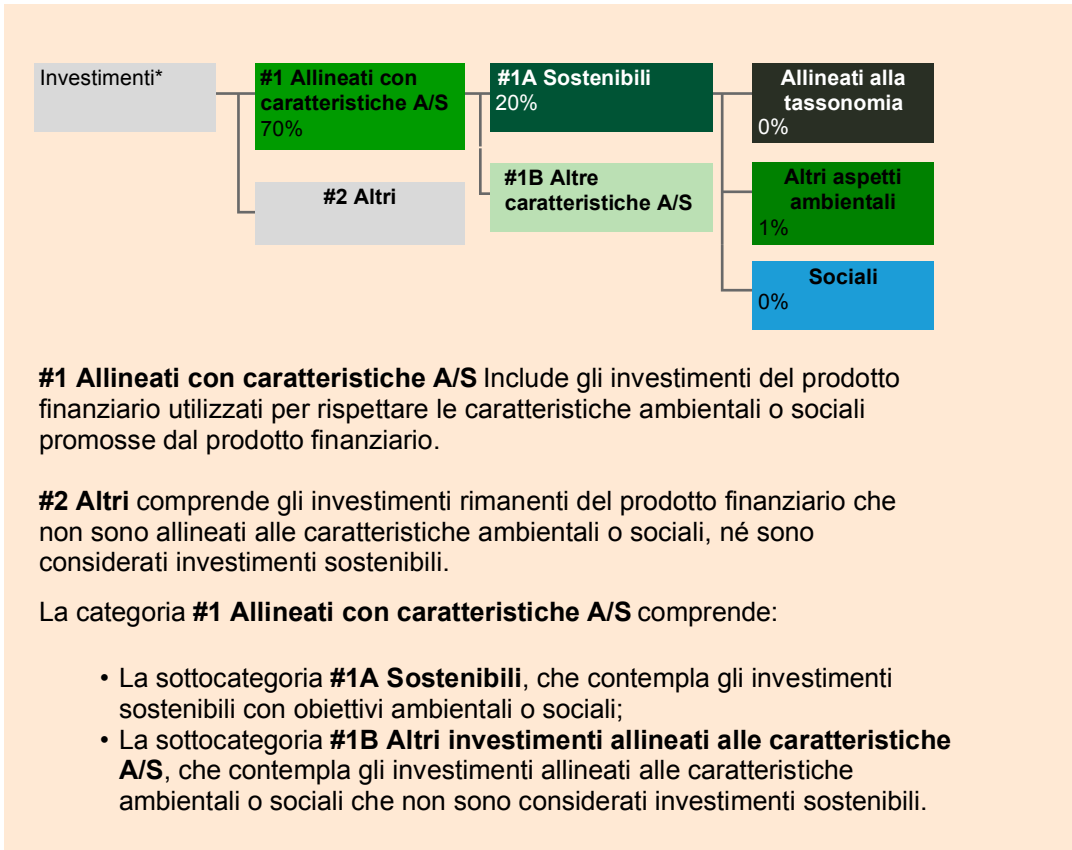 Investimenti*
#1 Allineati con
caratteristiche A/S
70%
#2 Altri
#1A Sostenibili
20%
#1B Altre
caratteristiche A/S
Allineati alla
tassonomia
0%
Altri aspetti
ambientali
1%
Sociali
0%
#1 Allineati con caratteristiche A/S Include gli investimenti del prodotto
finanziario utilizzati per rispettare le caratteristiche ambientali o sociali
promosse dal prodotto finanziario.
#2 Altri comprende gli investimenti rimanenti del prodotto finanziario che
non sono allineati alle caratteristiche ambientali o sociali, né sono
considerati investimenti sostenibili.
La categoria #1 Allineati con caratteristiche A/S comprende:
• La sottocategoria #1A Sostenibili, che contempla gli investimenti
sostenibili con obiettivi ambientali o sociali;
• La sottocategoria #1B Altri investimenti allineati alle caratteristiche
A/S, che contempla gli investimenti allineati alle caratteristiche
ambientali o sociali che non sono considerati investimenti sostenibili.